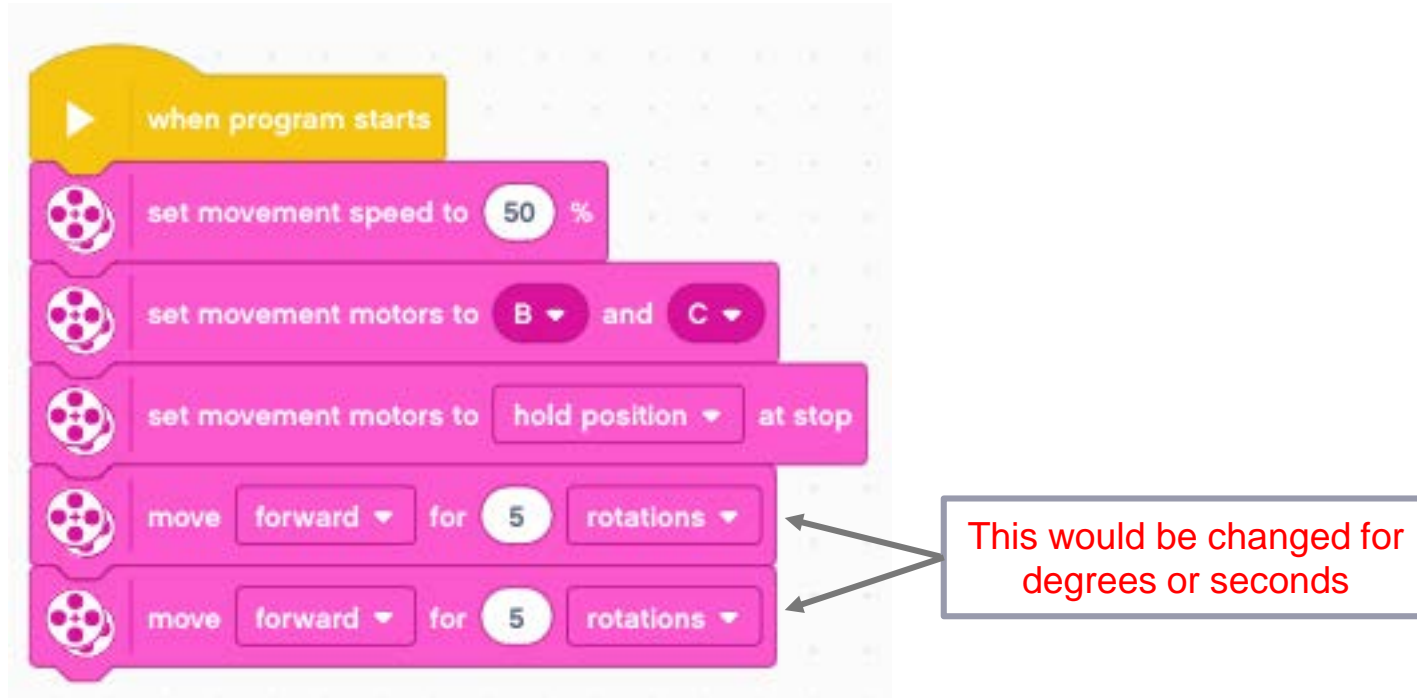 when program starts
set movement speed to 50 %
set movement motors to B and C
set movement motors to hold position at stop
move forward for 5 rotations
This would be changed for
degrees or seconds
move forward for 5 rotations